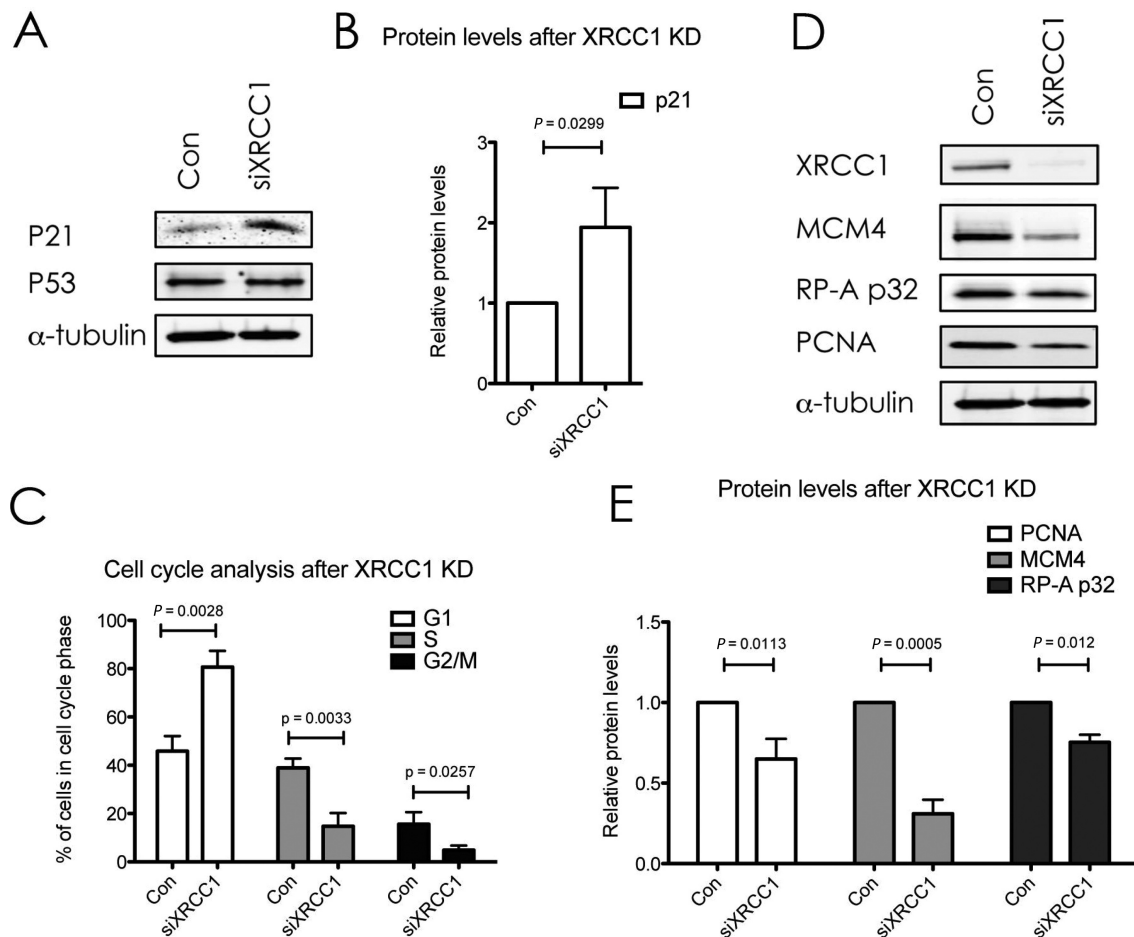 A
Con
siXRCC1
P21
P53
α-tubulin
B
Protein levels after XRCC1 KD
p21
P = 0.0299
Relative protein levels
3
2
1
0
Con
siXRCC1
C
Cell cycle analysis after XRCC1 KD
G1
S
G2/M
P = 0.0028
p = 0.0033
p = 0.0257
% of cells in cell cycle phase
100
80
60
40
20
0
Con
siXRCC1
Con
siXRCC1
Con
siXRCC1
D
Con
siXRCC1
XRCC1
MCM4
RP-A p32
PCNA
α-tubulin
E
Protein levels after XRCC1 KD
PCNA
MCM4
RP-A p32
P = 0.0113
P = 0.0005
P = 0.012
Relative protein levels
1.5
1.0
0.5
0.0
Con
siXRCC1
Con
siXRCC1
Con
siXRCC1